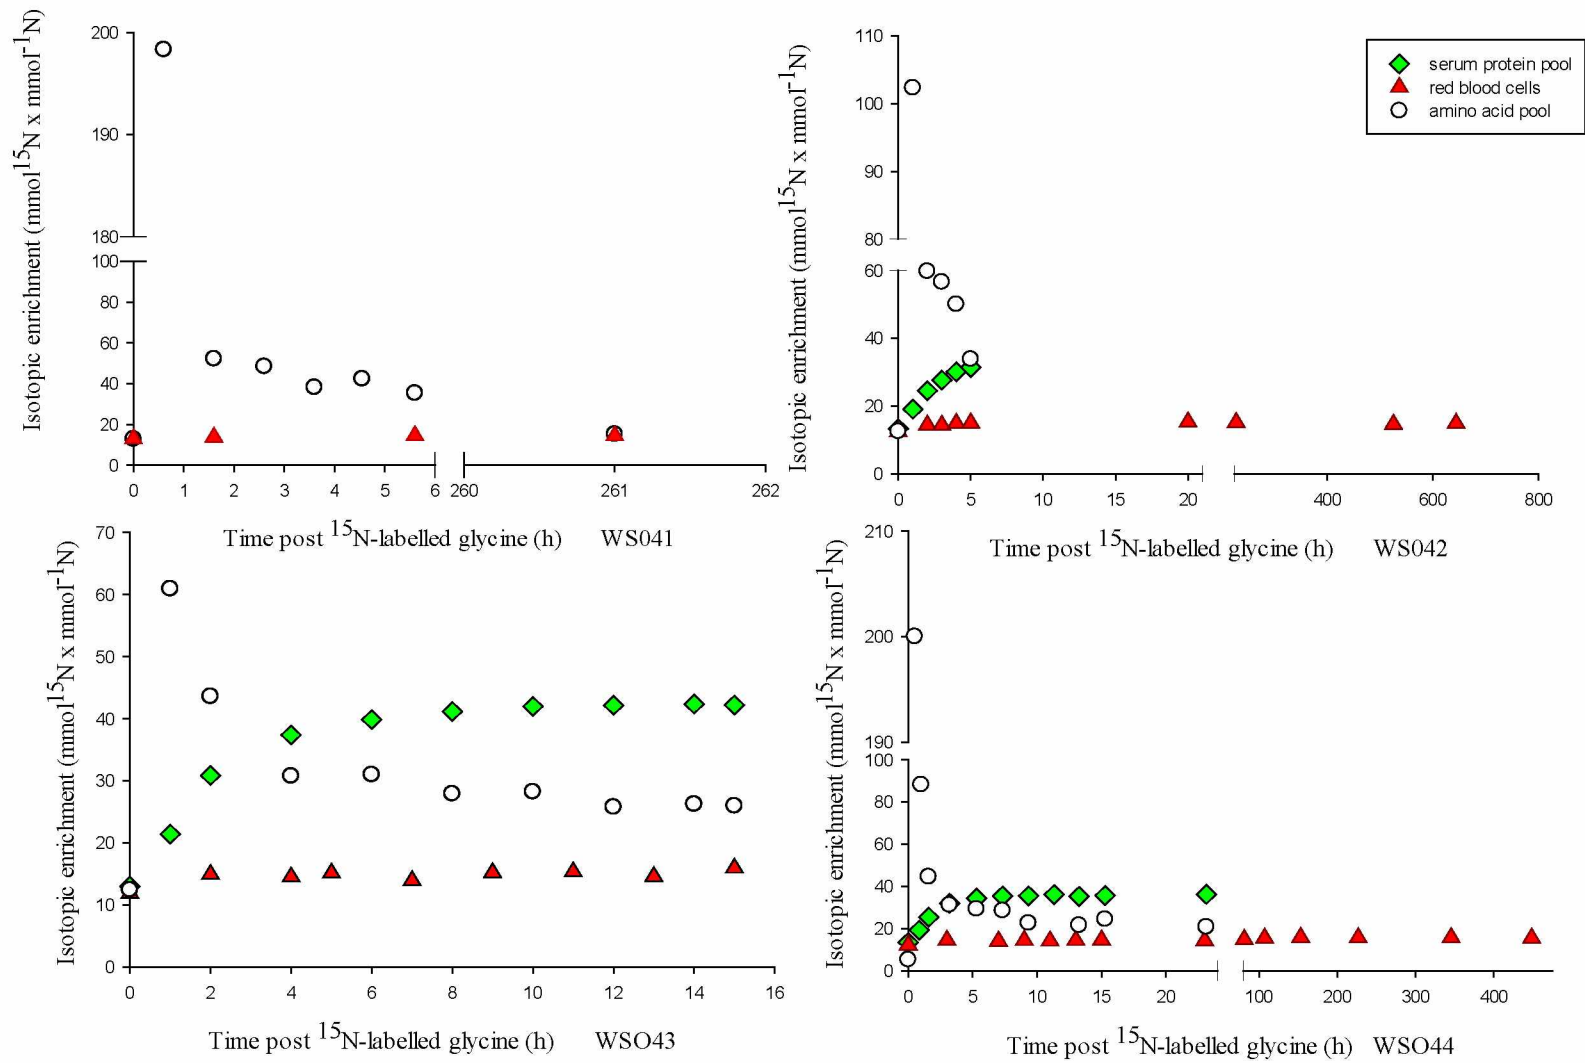 Isotopic enrichment (mmol15N x mmol-1N)
200
190
180
100
80
60
40
20
0
0 1 2 3 4 5 6 260 261 262
Time post 15N-labelled glycine (h) WS041
Isotopic enrichment (mmol15N x mmol-1N)
110
100
90
80
60
40
20
0
0 5 10 15 20 400 600 800
Time post 15N-labelled glycine (h) WS042
serum protein pool
red blood cells
amino acid pool
Isotopic enrichment (mmol15N x mmol-1N)
70
60
50
40
30
20
10
0
0 2 4 6 8 10 12 14 16
Time post 15N-labelled glycine (h) WSO43
Isotopic enrichment (mmol15N x mmol-1N)
210
200
190
100
80
60
40
20
0
0 5 10 15 20 100 200 300 400
Time post 15N-labelled glycine (h) WSO44